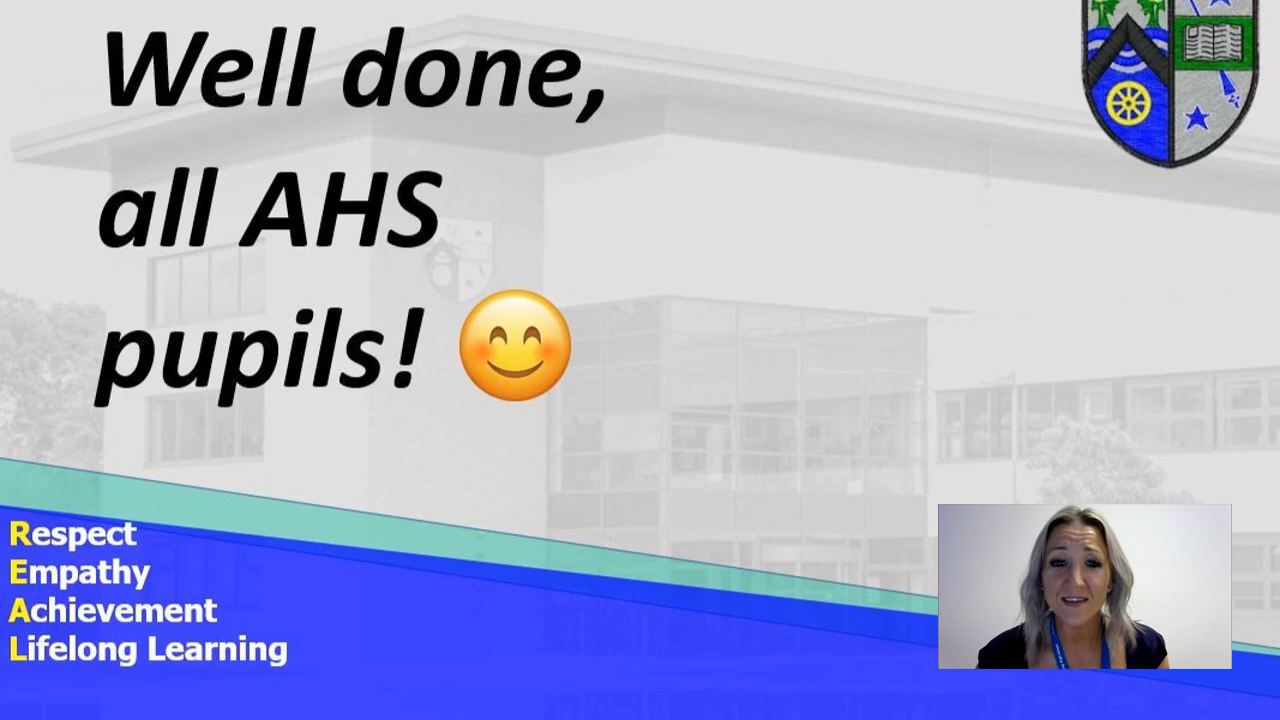 Well done,
all AHS
pupils! 😊
Respect
Empathy
Achievement
Lifelong Learning